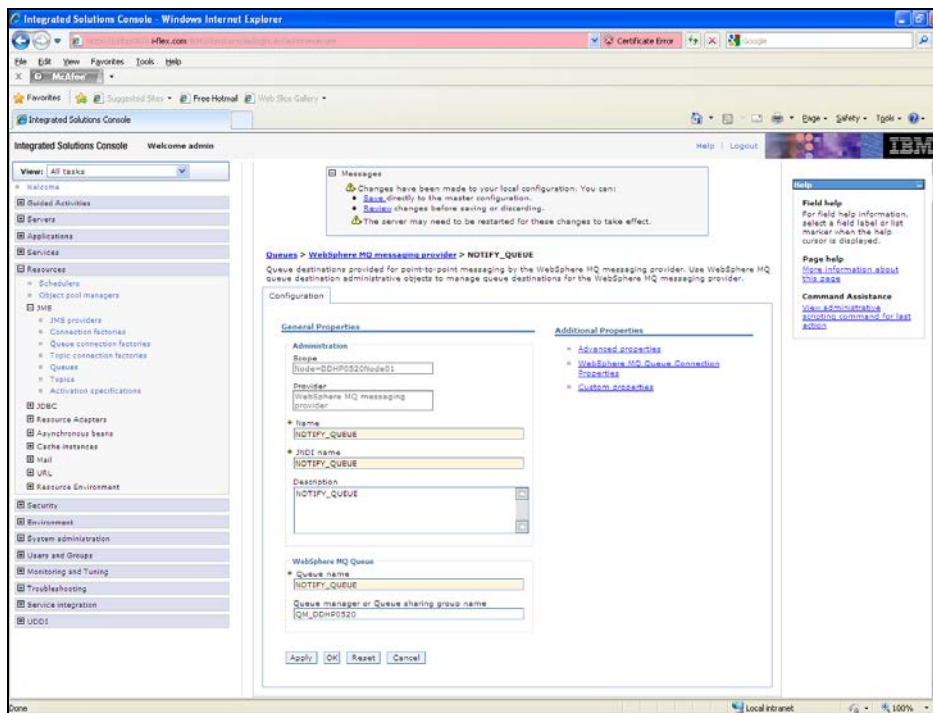 Integrated Solutions Console - Windows Internet Explorer
i-flex.com
Certificate Error
Google
File Edit View Favorites Tools Help
X McAfee
Favorites Suggested Sites Free Hotmail Web Slice Gallery
Integrated Solutions Console
Page Safety Tools
Integrated Solutions Console Welcome admin
Help | Logout
IBM
View: All tasks
Welcome
Guided Activities
Servers
Applications
Services
Resources
Schedulers
Object pool managers
JMS
JMS providers
Connection factories
Queue connection factories
Topic connection factories
Queues
Topics
Activation specifications
JDBC
Resource Adapters
Asynchronous beans
Cache instances
Mail
URL
Resource Environment
Security
Environment
System administration
Users and Groups
Monitoring and Tuning
Troubleshooting
Service integration
UDDI
Messages
Changes have been made to your local configuration. You can:
Save directly to the master configuration.
Review changes before saving or discarding.
The server may need to be restarted for these changes to take effect.
Queues > WebSphere MQ messaging provider > NOTIFY_QUEUE
Queue destinations provided for point-to-point messaging by the WebSphere MQ messaging provider. Use WebSphere MQ
queue destination administrative objects to manage queue destinations for the WebSphere MQ messaging provider.
Configuration
General Properties
Administration
Scope
Node=DDHP0520Node01
Provider
WebSphere MQ messaging
provider
* Name
NOTIFY_QUEUE
* JNDI name
NOTIFY_QUEUE
Description
NOTIFY_QUEUE
WebSphere MQ Queue
* Queue name
NOTIFY_QUEUE
Queue manager or Queue sharing group name
QM_DDHP0520
Apply OK Reset Cancel
Additional Properties
Advanced properties
WebSphere MQ Queue Connection
Properties
Custom properties
Help
Field help
For field help information,
select a field label or list
marker when the help
cursor is displayed.
Page help
More information about
this page
Command Assistance
View administrative
scripting command for last
action
Done
Local intranet
100%